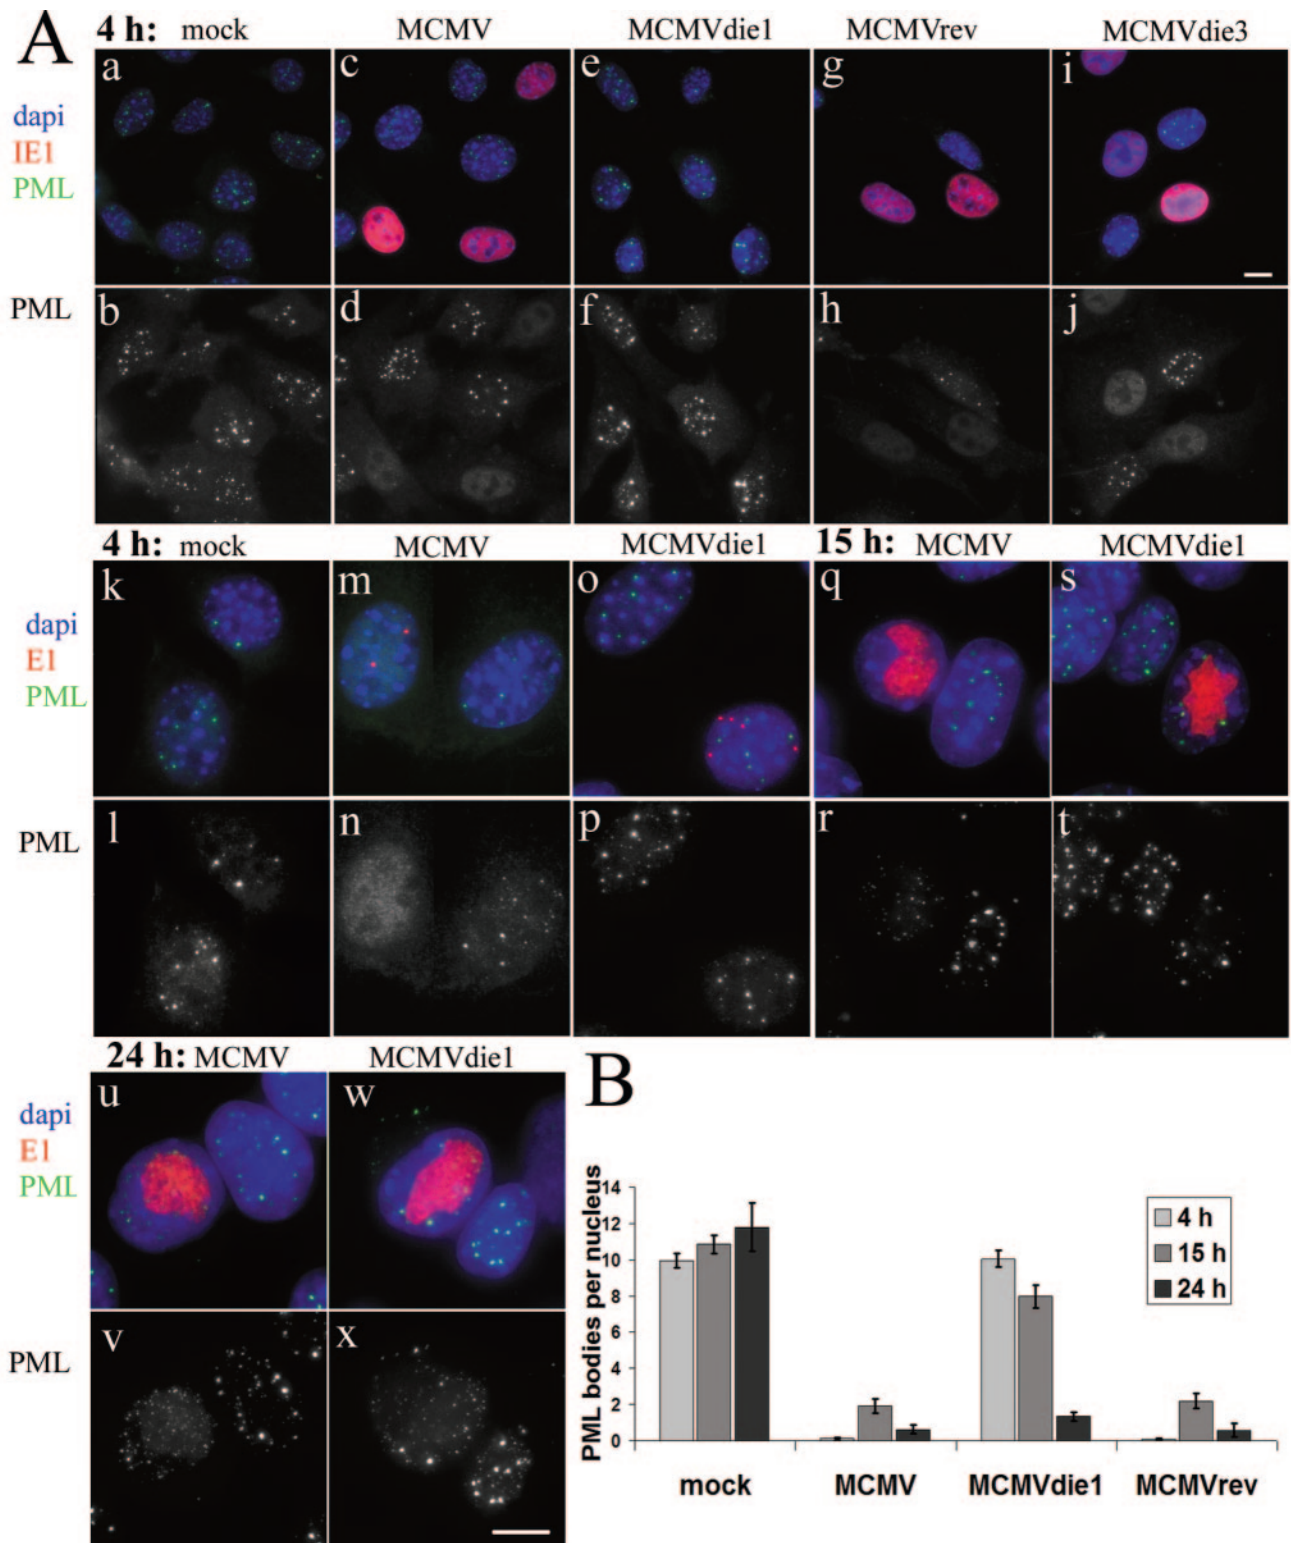 A
4 h: mock MCMV MCMVdie1 MCMVrev MCMVdie3
a c e g i
dapi
IE1
PML
b d f h j
PML
4 h: mock MCMV MCMVdie1 15 h: MCMV MCMVdie1
k m o q s
dapi
E1
PML
l n p r t
PML
24 h: MCMV MCMVdie1
u w
dapi
E1
PML
v x
PML
B
PML bodies per nucleus
14
12
10
8
6
4
2
0
4 h
15 h
24 h
mock MCMV MCMVdie1 MCMVrev